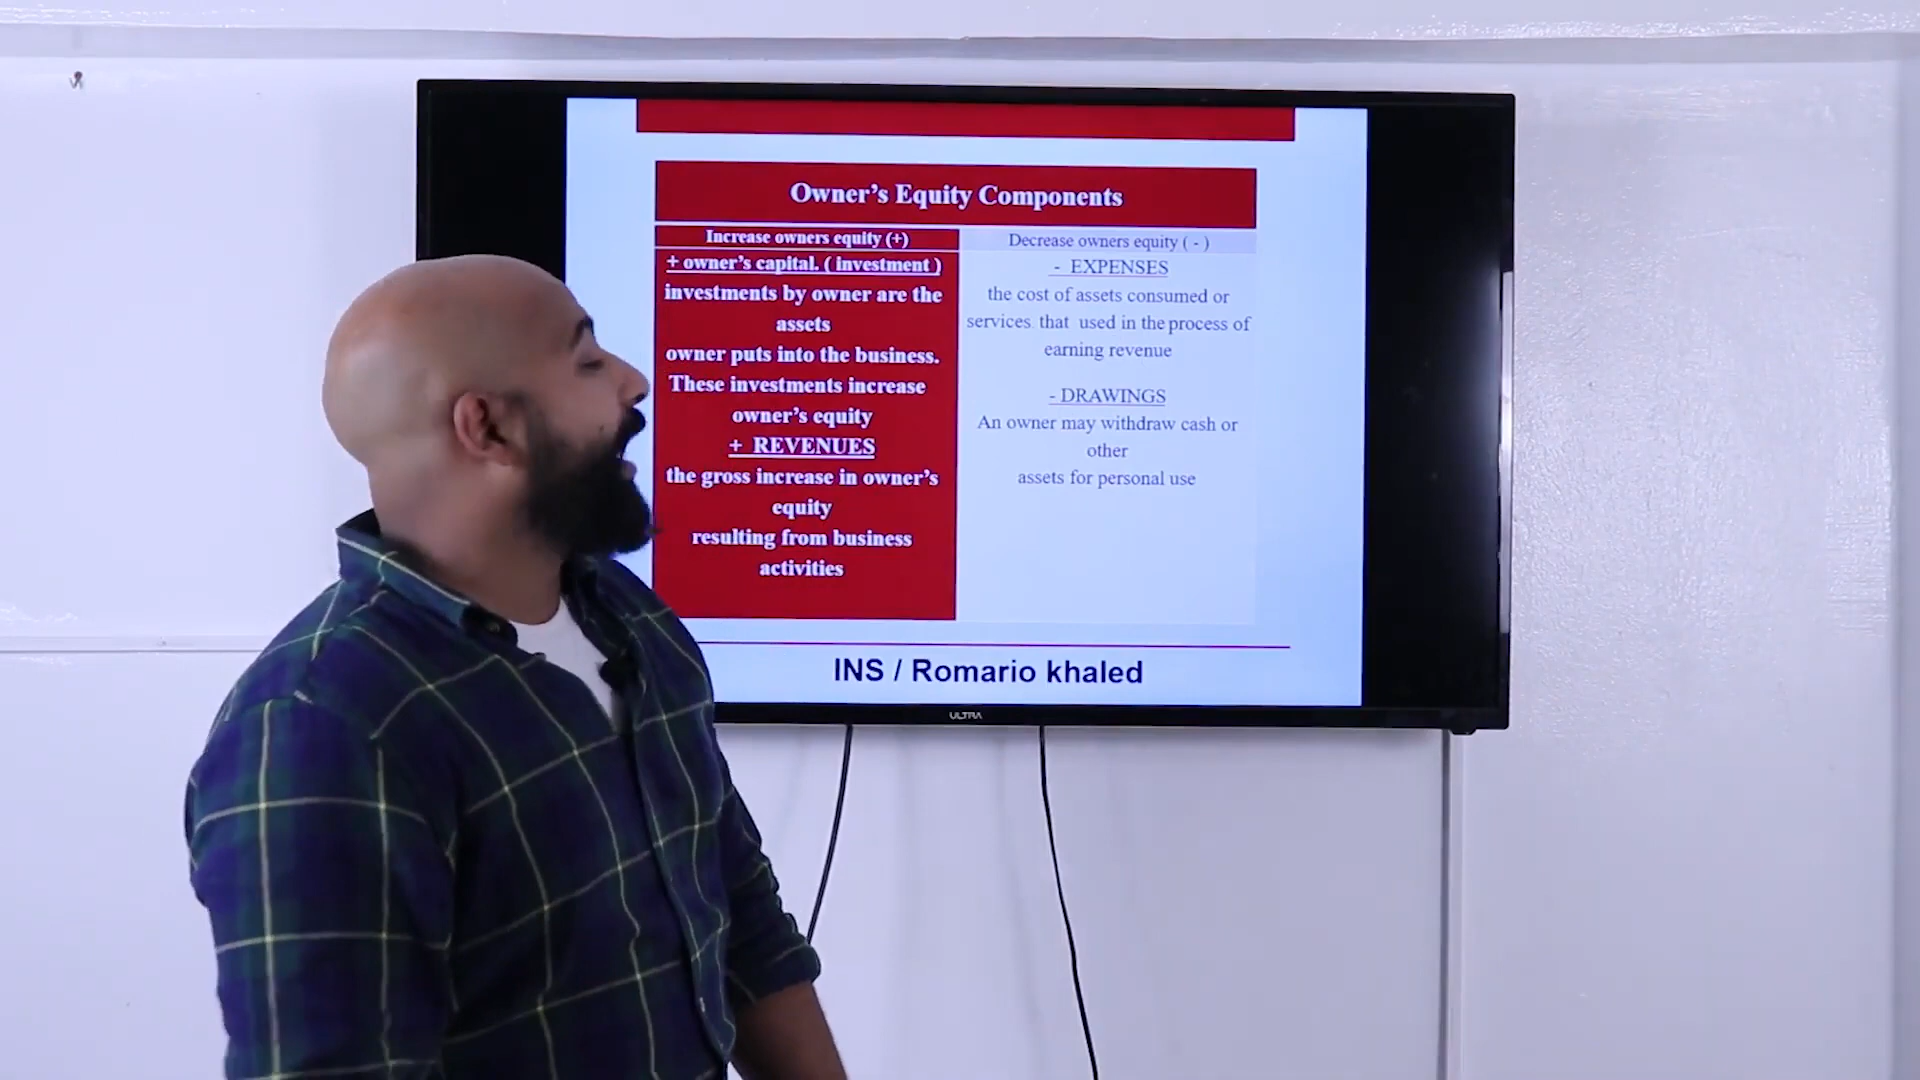 Owner's Equity Components
Increase owners equity (+)
+ owner's capital. ( investment )
investments by owner are the
assets
owner puts into the business.
These investments increase
owner's equity
+ REVENUES
the gross increase in owner's
equity
resulting from business
activities
Decrease owners equity ( - )
- EXPENSES
the cost of assets consumed or
services. that used in the process of
earning revenue
- DRAWINGS
An owner may withdraw cash or
other
assets for personal use
INS / Romario khaled
ULTRA